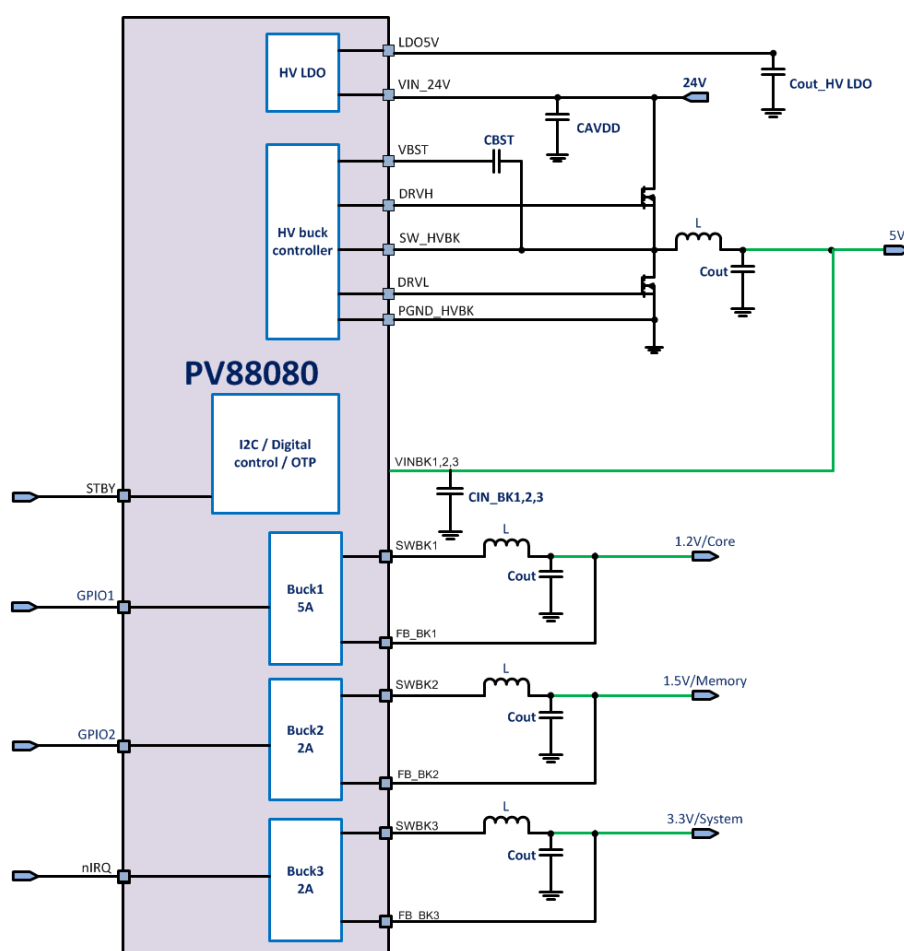 LDO5V
HV LDO
VIN_24V
24V
Cout_HV LDO
CAVDD
CBST
VBST
DRVH
HV buck
controller
SW_HVBK
L
5V
Cout
DRVL
PGND_HVBK
PV88080
I2C / Digital
control / OTP
VINBK1,2,3
STBY
CIN_BK1,2,3
SWBK1
L
1.2V/Core
Cout
Buck1
5A
GPIO1
FB_BK1
SWBK2
L
1.5V/Memory
Cout
Buck2
2A
GPIO2
FB_BK2
SWBK3
L
3.3V/System
Cout
Buck3
2A
nIRQ
FB_BK3